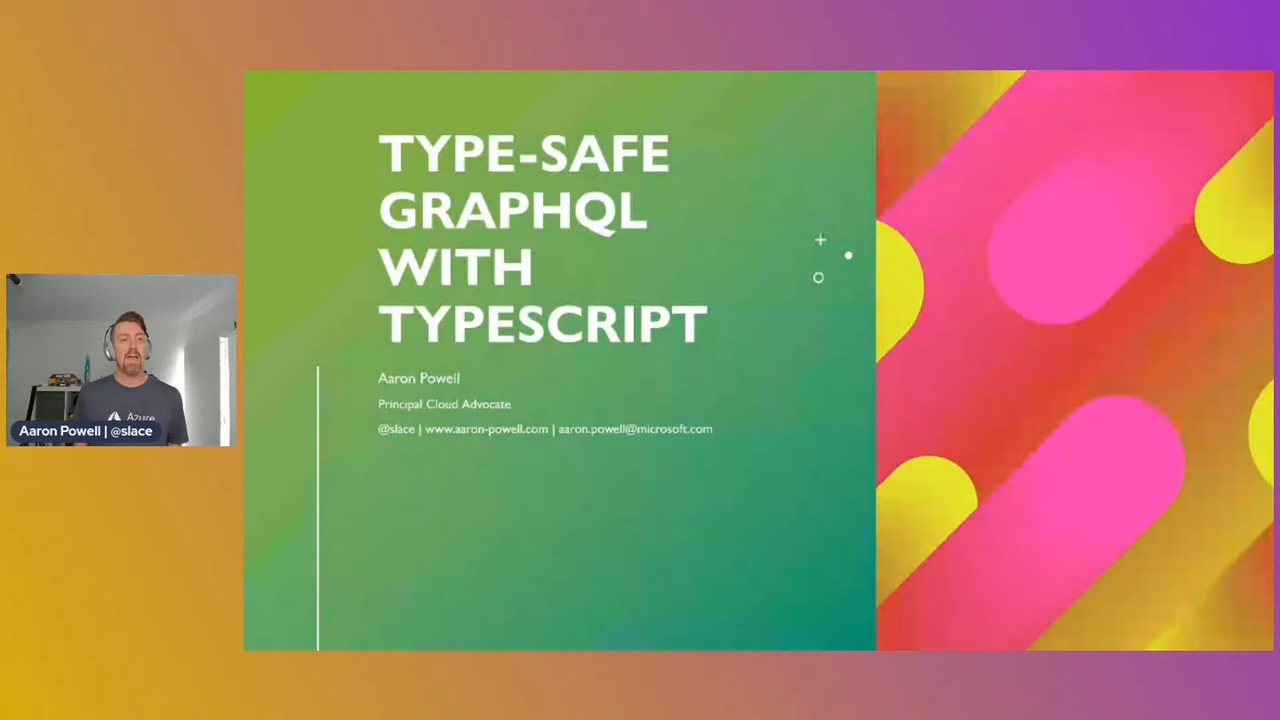 TYPE-SAFE
GRAPHQL
WITH
TYPESCRIPT
Aaron Powell
Principal Cloud Advocate
@slace | www.aaron-powell.com | aaron.powell@microsoft.com
Azure
Aaron Powell | @slace